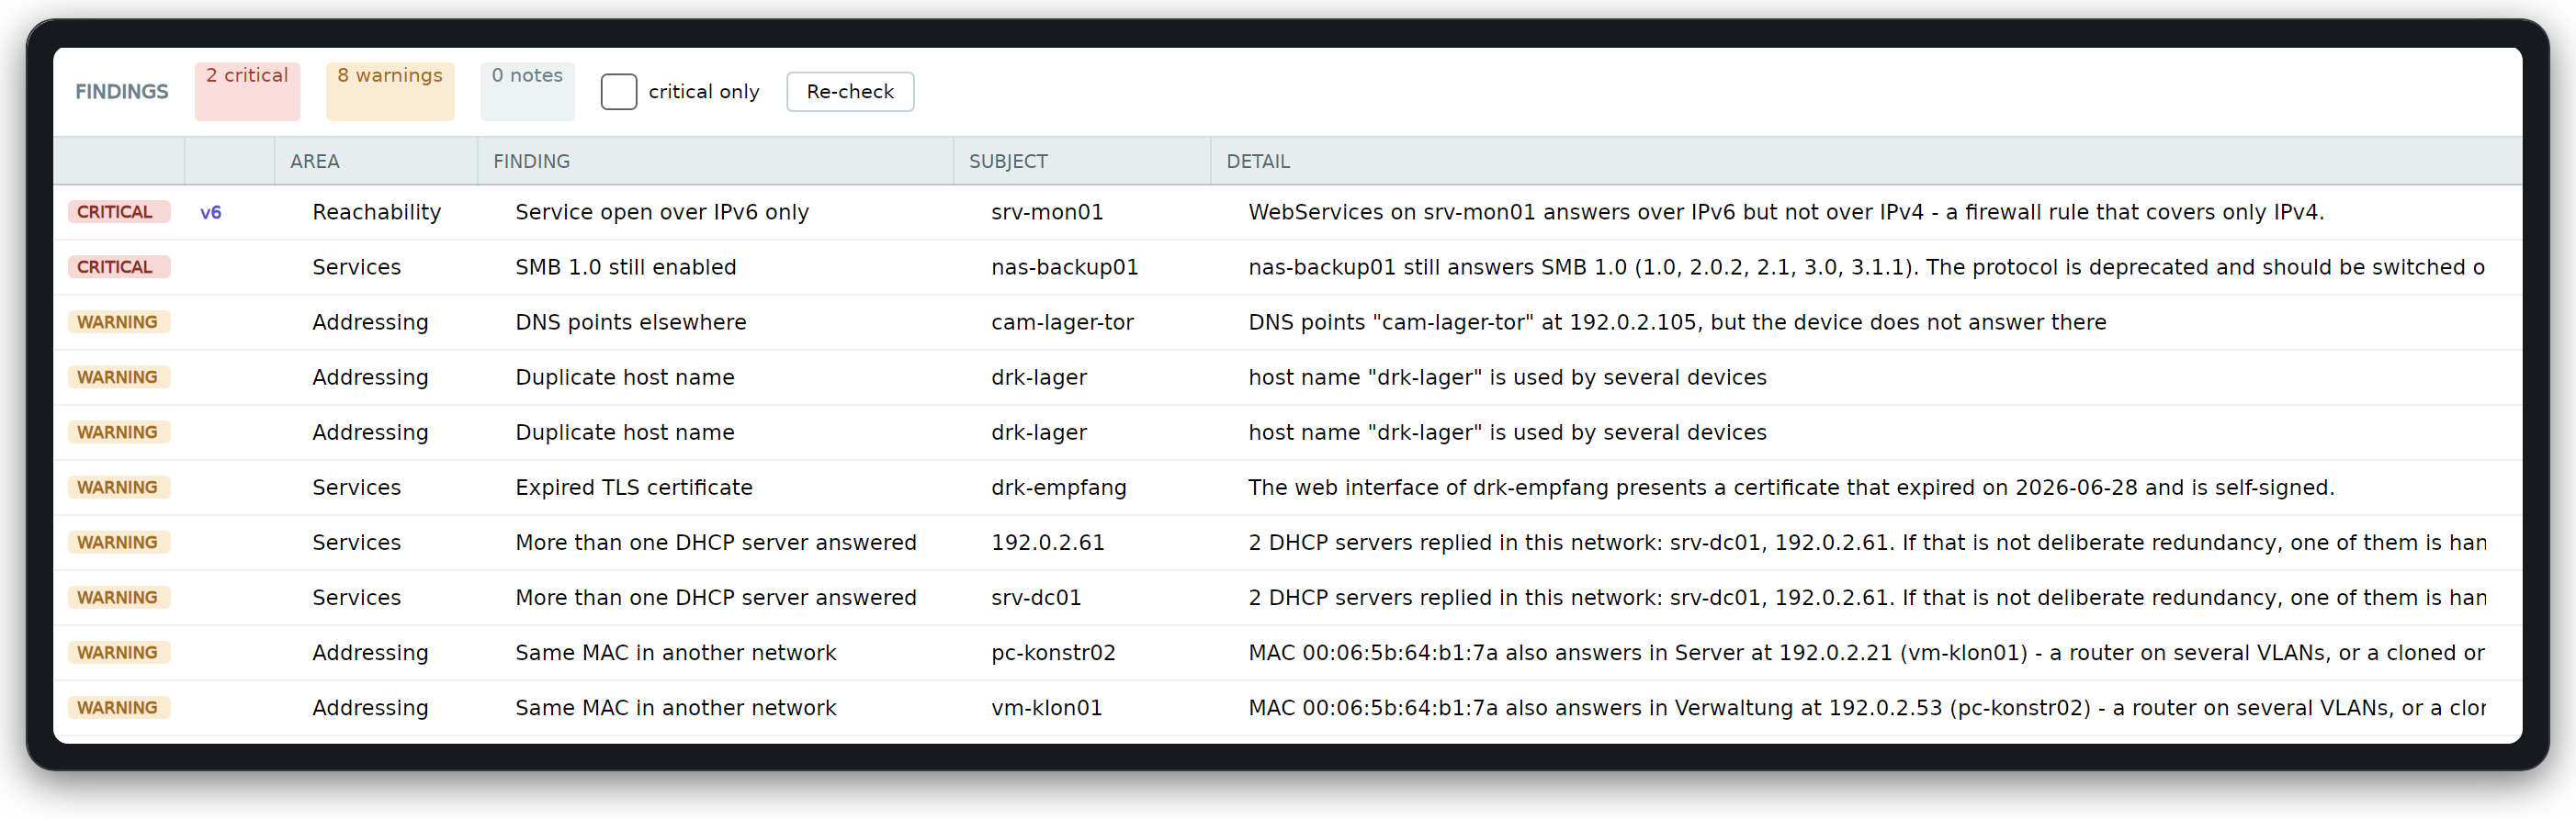 FINDINGS 2 critical 8 warnings 0 notes critical only Re-check
AREA FINDING SUBJECT DETAIL
CRITICAL v6 Reachability Service open over IPv6 only srv-mon01 WebServices on srv-mon01 answers over IPv6 but not over IPv4 - a firewall rule that covers only IPv4.
CRITICAL Services SMB 1.0 still enabled nas-backup01 nas-backup01 still answers SMB 1.0 (1.0, 2.0.2, 2.1, 3.0, 3.1.1). The protocol is deprecated and should be switched o
WARNING Addressing DNS points elsewhere cam-lager-tor DNS points "cam-lager-tor" at 192.0.2.105, but the device does not answer there
WARNING Addressing Duplicate host name drk-lager host name "drk-lager" is used by several devices
WARNING Addressing Duplicate host name drk-lager host name "drk-lager" is used by several devices
WARNING Services Expired TLS certificate drk-empfang The web interface of drk-empfang presents a certificate that expired on 2026-06-28 and is self-signed.
WARNING Services More than one DHCP server answered 192.0.2.61 2 DHCP servers replied in this network: srv-dc01, 192.0.2.61. If that is not deliberate redundancy, one of them is han
WARNING Services More than one DHCP server answered srv-dc01 2 DHCP servers replied in this network: srv-dc01, 192.0.2.61. If that is not deliberate redundancy, one of them is han
WARNING Addressing Same MAC in another network pc-konstr02 MAC 00:06:5b:64:b1:7a also answers in Server at 192.0.2.21 (vm-klon01) - a router on several VLANs, or a cloned or
WARNING Addressing Same MAC in another network vm-klon01 MAC 00:06:5b:64:b1:7a also answers in Verwaltung at 192.0.2.53 (pc-konstr02) - a router on several VLANs, or a clon